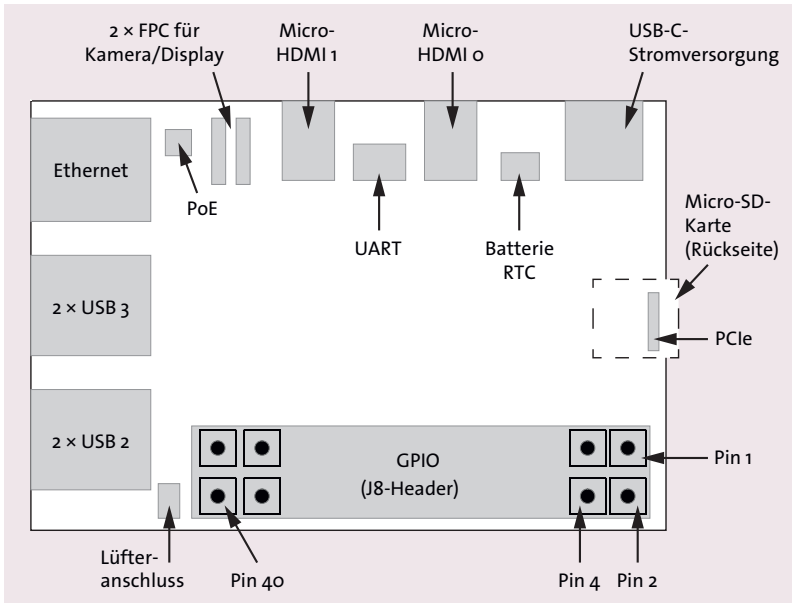 2 × FPC für
Kamera/Display
Micro-
HDMI 1
Micro-
HDMI 0
USB-C-
Stromversorgung
Ethernet
PoE
UART
Batterie
RTC
Micro-SD-
Karte
(Rückseite)
2 × USB 3
PCIe
2 × USB 2
GPIO
(J8-Header)
Pin 1
Lüfter-
anschluss
Pin 40
Pin 4
Pin 2